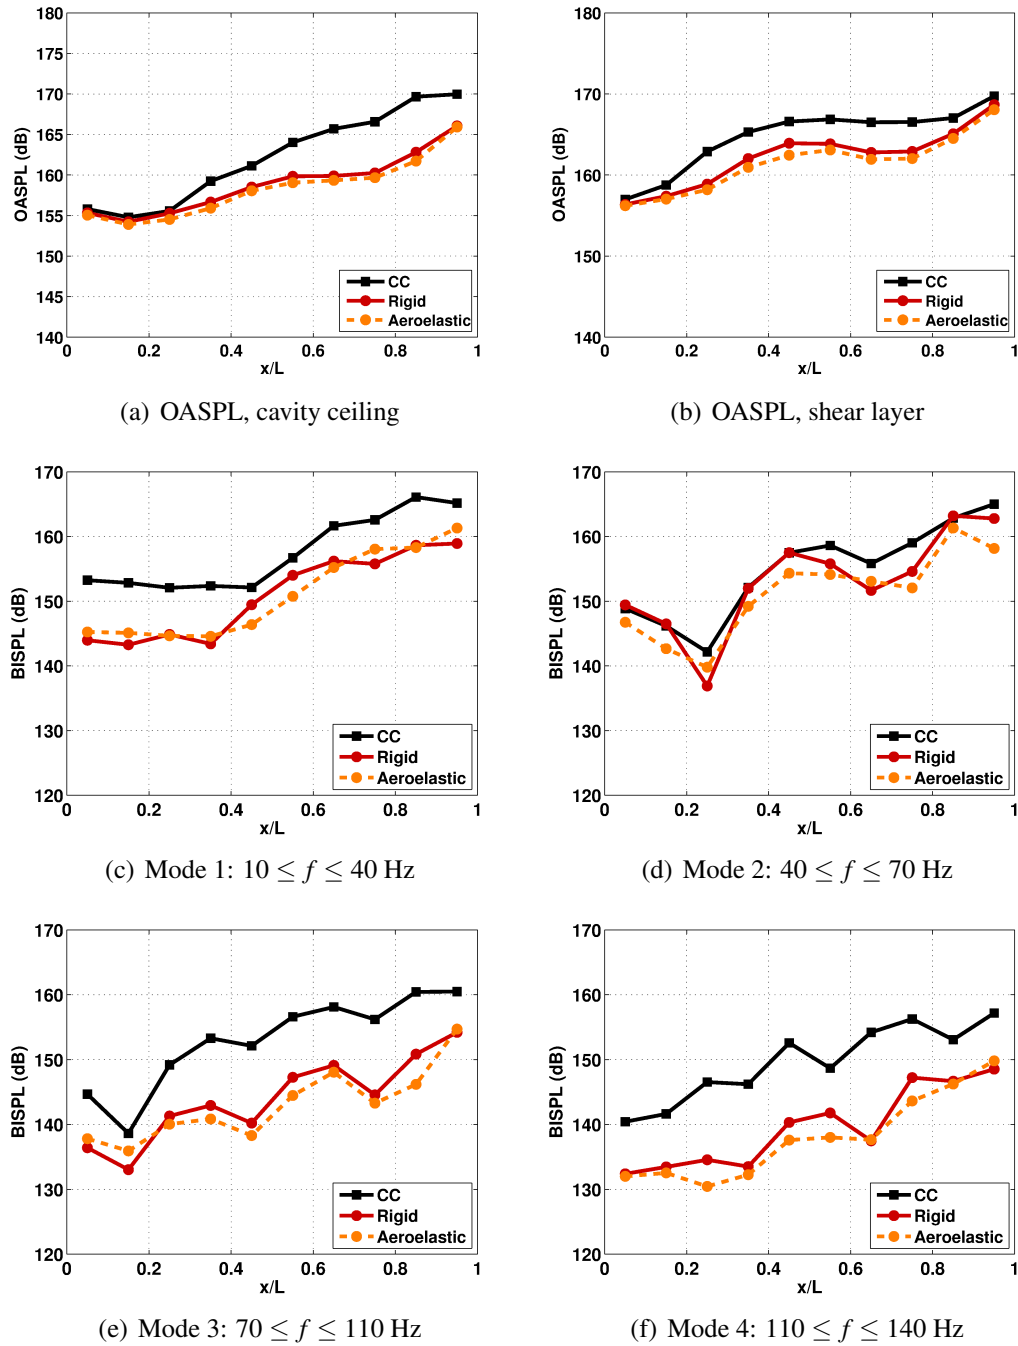 180
170
165
160
155
150
145
140
OASPL (dB)
0 0.2 0.4 0.6 0.8 1
x/L
CC
Rigid
Aeroelastic
(a) OASPL, cavity ceiling
180
170
160
150
140
OASPL (dB)
0 0.2 0.4 0.6 0.8 1
x/L
CC
Rigid
Aeroelastic
(b) OASPL, shear layer
170
160
150
140
130
120
BISPL (dB)
0 0.2 0.4 0.6 0.8 1
x/L
CC
Rigid
Aeroelastic
(c) Mode 1: 10 ≤ f ≤ 40 Hz
170
160
150
140
130
120
BISPL (dB)
0 0.2 0.4 0.6 0.8 1
x/L
CC
Rigid
Aeroelastic
(d) Mode 2: 40 ≤ f ≤ 70 Hz
170
160
150
140
130
120
BISPL (dB)
0 0.2 0.4 0.6 0.8 1
x/L
CC
Rigid
Aeroelastic
(e) Mode 3: 70 ≤ f ≤ 110 Hz
170
160
150
140
130
120
BISPL (dB)
0 0.2 0.4 0.6 0.8 1
x/L
CC
Rigid
Aeroelastic
(f) Mode 4: 110 ≤ f ≤ 140 Hz